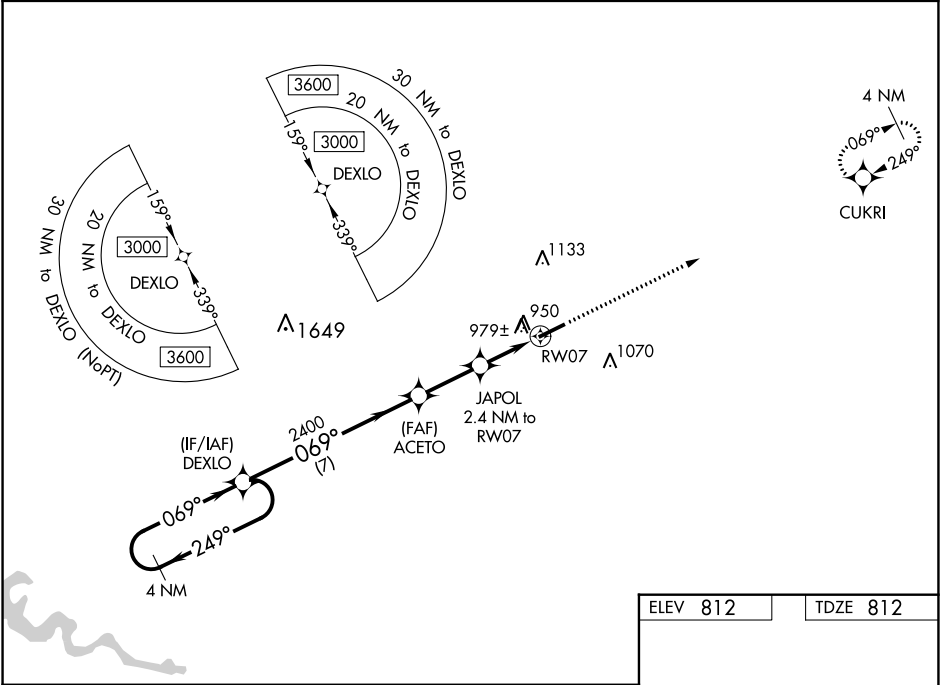 3600
30 NM to DEXLO
20 NM to DEXLO
159°
3000
DEXLO
339°
4 NM
069°
249°
CUKRI
159°
3000
DEXLO
339°
20 NM to DEXLO
30 NM to DEXLO (NoPT)
3600
1133
1649
979±
950
RW07
1070
JAPOL
2.4 NM to
RW07
(FAF)
ACETO
2400
069°
(7)
(IF/IAF)
DEXLO
069°
249°
4 NM
ELEV 812
TDZE 812